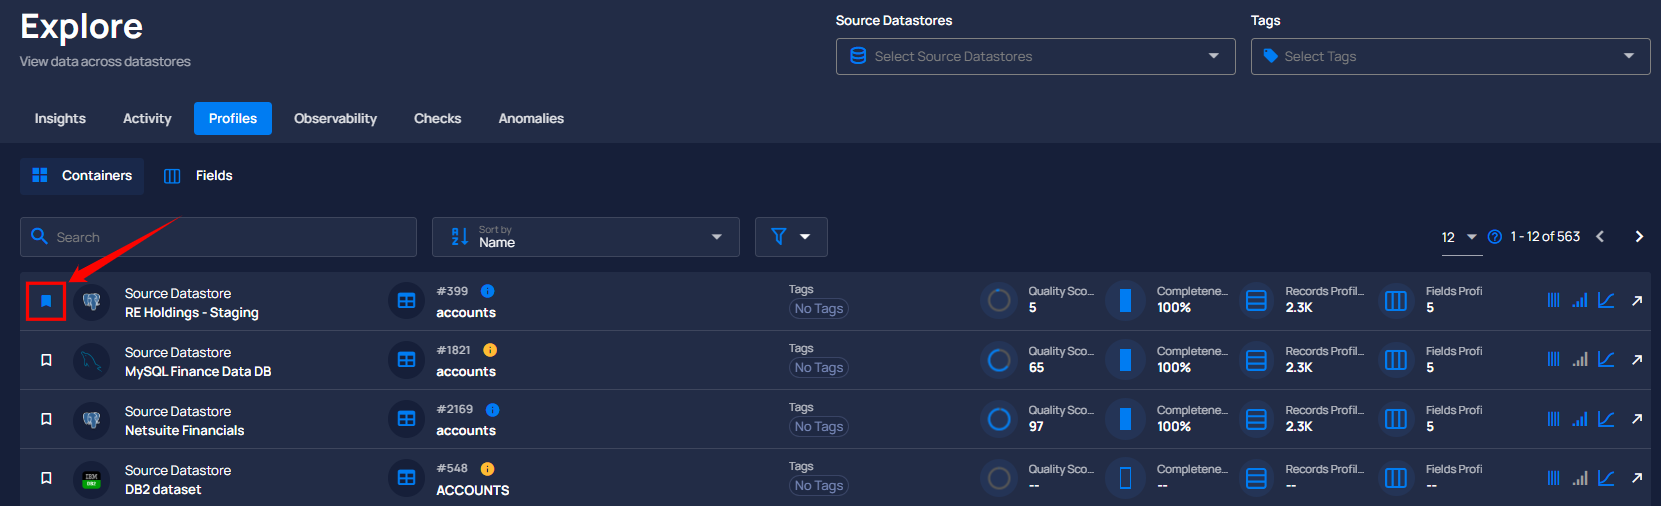 Explore
View data across datastores
Source Datastores
Select Source Datastores
Tags
Select Tags
Insights
Activity
Profiles
Observability
Checks
Anomalies
Containers
Fields
Search
Sort by
Name
12
1 - 12 of 563
Source Datastore
RE Holdings - Staging
#399
accounts
Tags
No Tags
Quality Sco...
5
Completene...
100%
Records Profil...
2.3K
Fields Profi
5
Source Datastore
MySQL Finance Data DB
#1821
accounts
Tags
No Tags
Quality Sco...
65
Completene...
100%
Records Profil...
2.3K
Fields Profi
5
Source Datastore
Netsuite Financials
#2169
accounts
Tags
No Tags
Quality Sco...
97
Completene...
100%
Records Profil...
2.3K
Fields Profi
5
IBM
DB2
Source Datastore
DB2 dataset
#548
ACCOUNTS
Tags
No Tags
Quality Sco...
--
Completene...
--
Records Profil...
--
Fields Profi
--